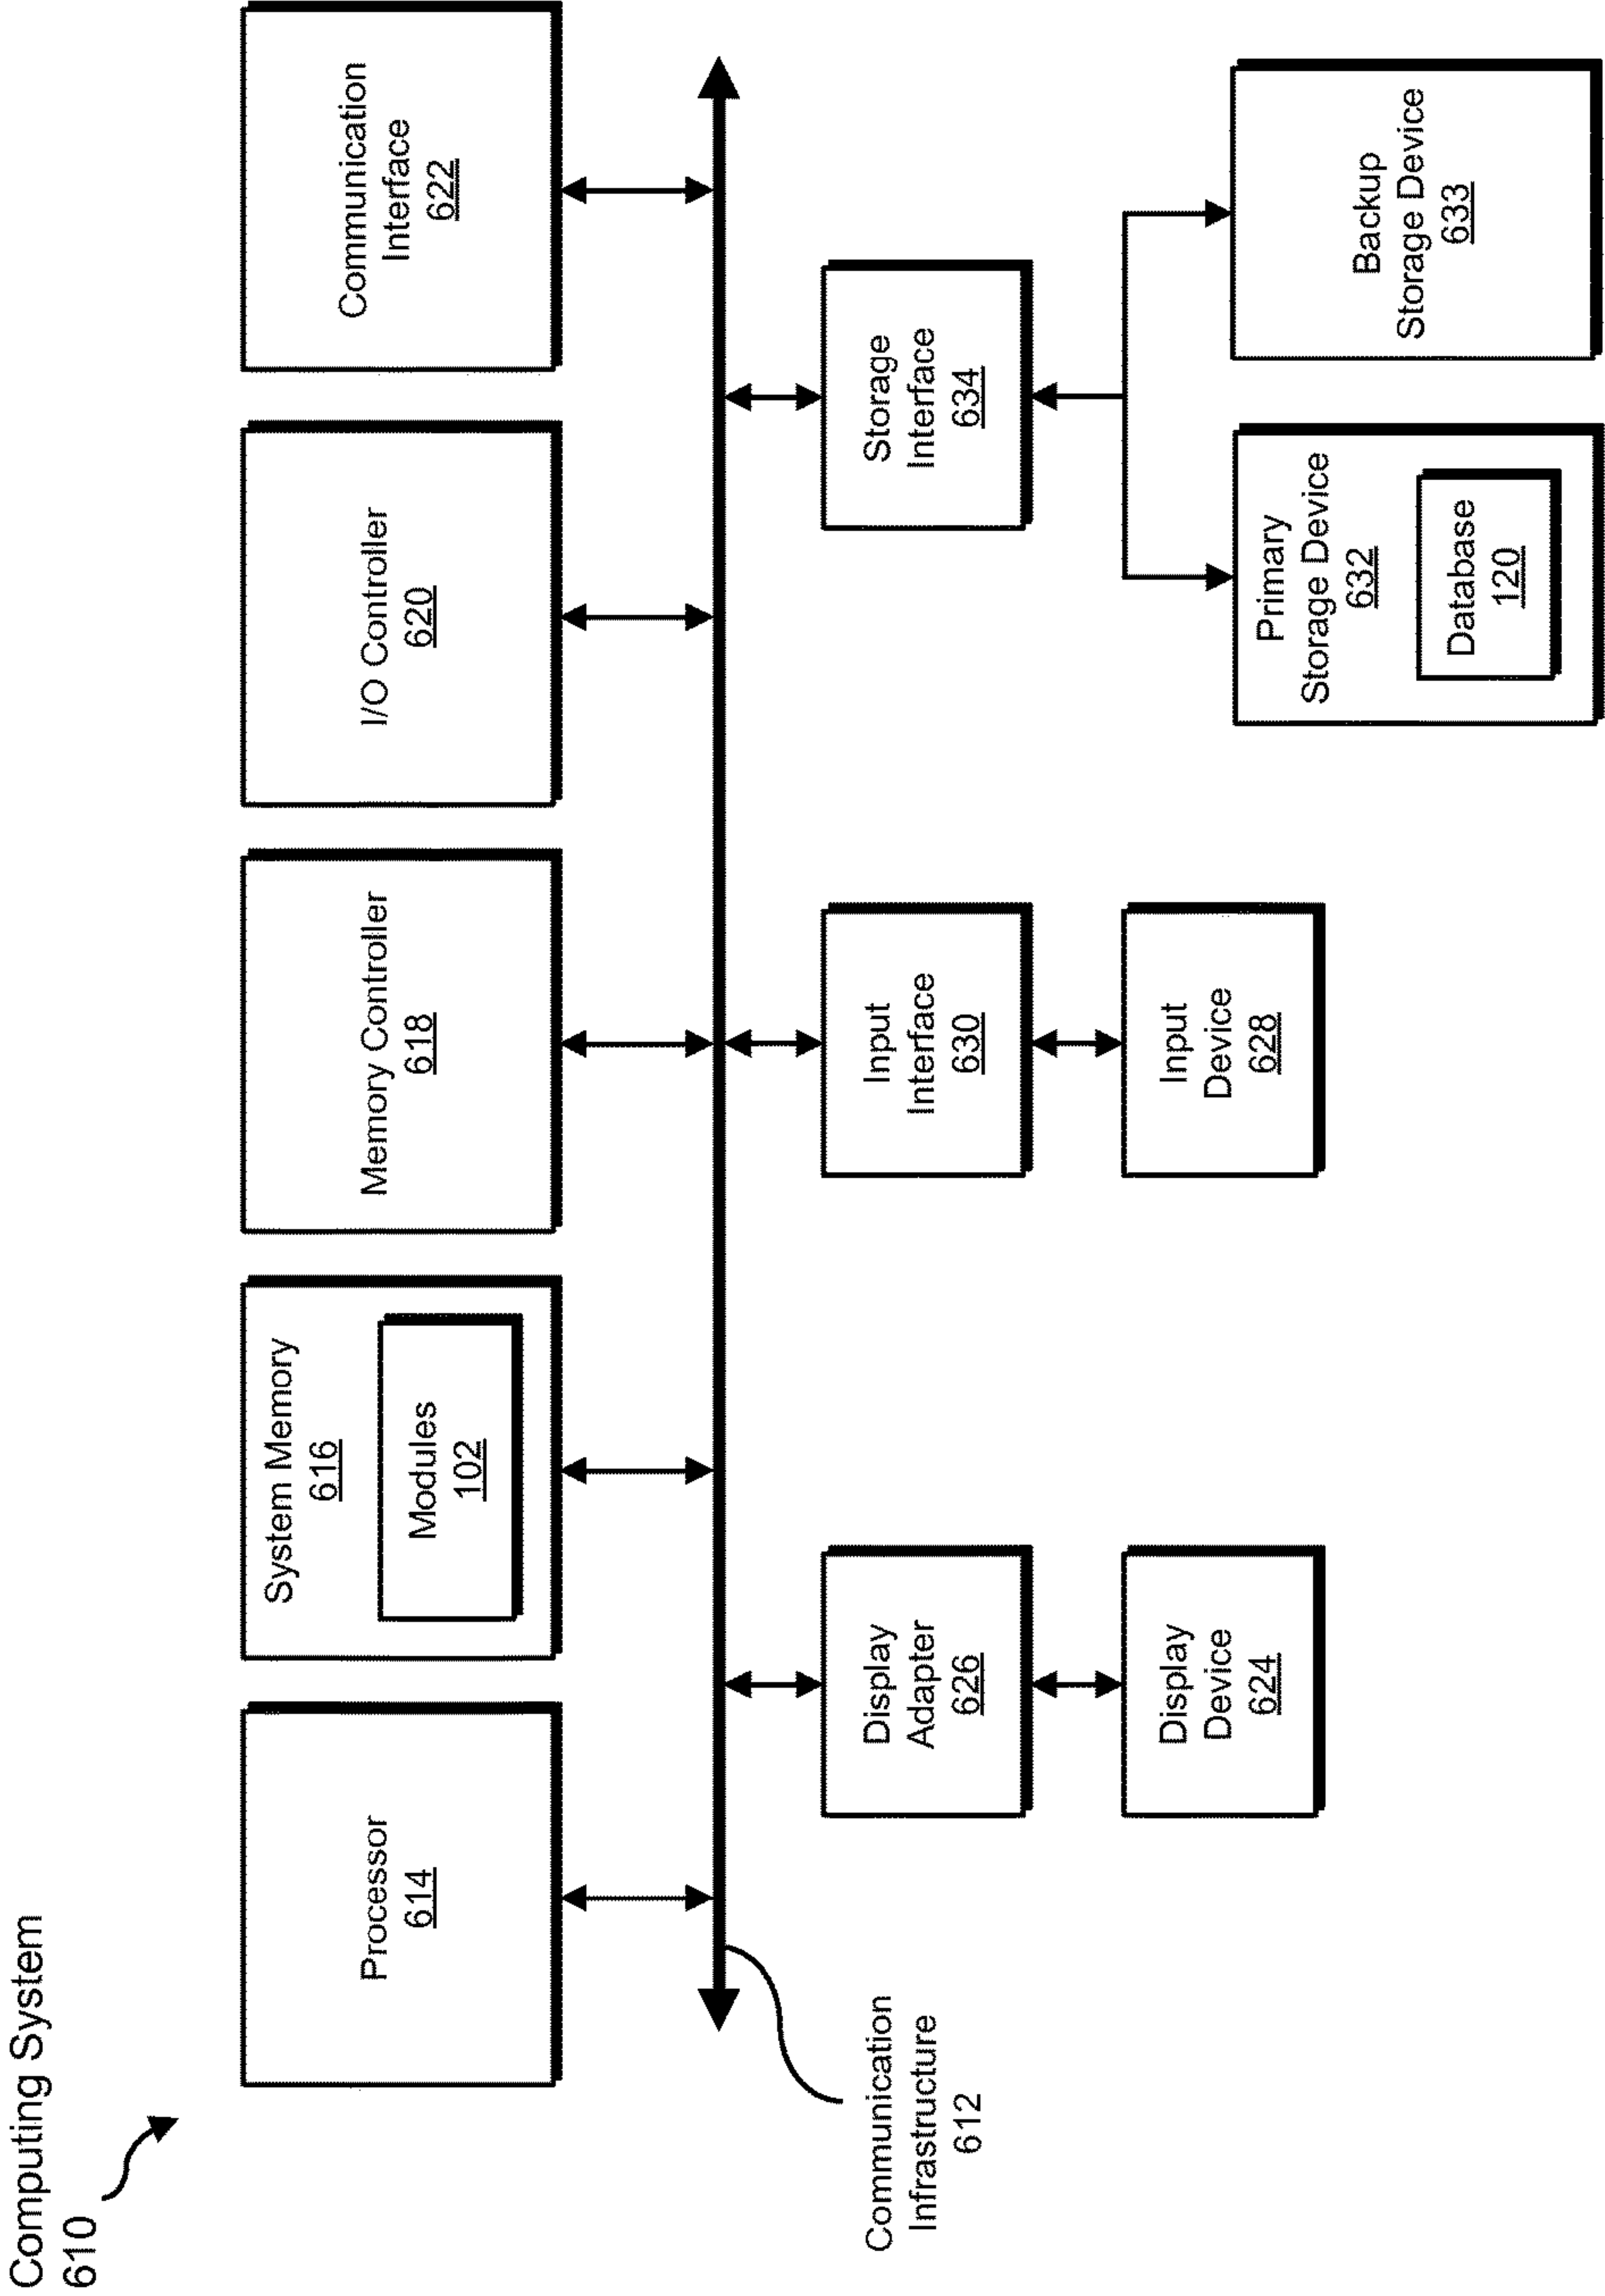 Computing System
610
Processor
614
System Memory
616
Modules
102
Memory Controller
618
I/O Controller
620
Communication
Interface
622
Communication
Infrastructure
612
Display
Adapter
626
Input
Interface
630
Storage
Interface
634
Display
Device
624
Input
Device
628
Primary
Storage Device
632
Database
120
Backup
Storage Device
633